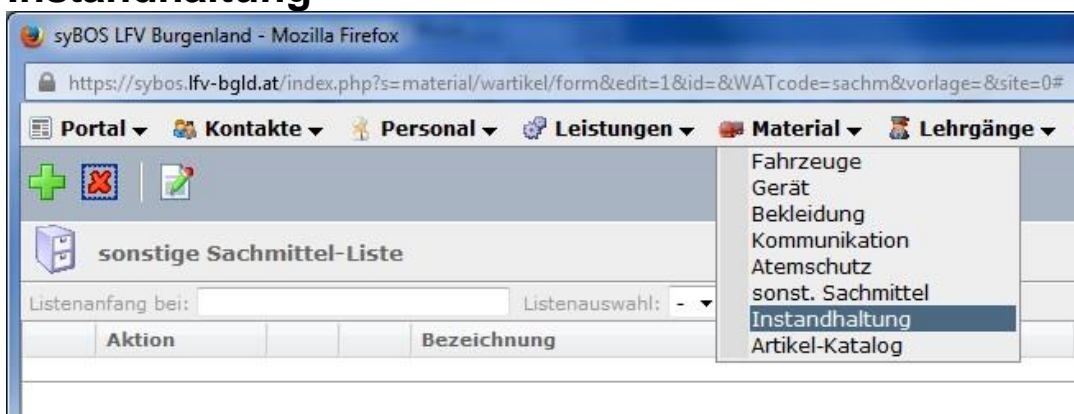 Instandhaltung
syBOS LFV Burgenland - Mozilla Firefox
https://sybos.lfv-bgld.at/index.php?s=material/wartikel/form&edit=1&id=&WATcode=sachm&vorlage=&site=0#
Portal Kontakte Personal Leistungen Material Lehrgänge
Fahrzeuge
Gerät
Bekleidung
Kommunikation
Atemschutz
sonst. Sachmittel
Instandhaltung
Artikel-Katalog
sonstige Sachmittel-Liste
Listenanfang bei: Listenauswahl: -
Aktion Bezeichnung